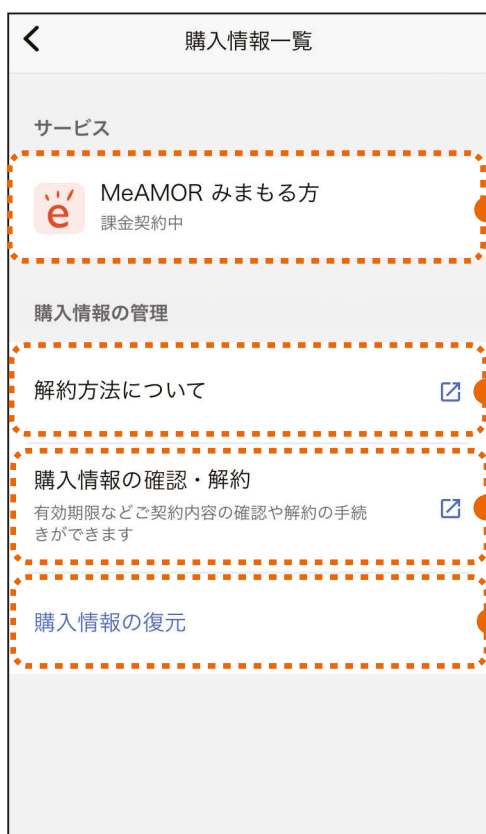 購入情報一覧
サービス
MeAMOR みまもる方
課金契約中
購入情報の管理
解約方法について
購入情報の確認・解約
有効期限などご契約内容の確認や解約の手続
きができます
購入情報の復元